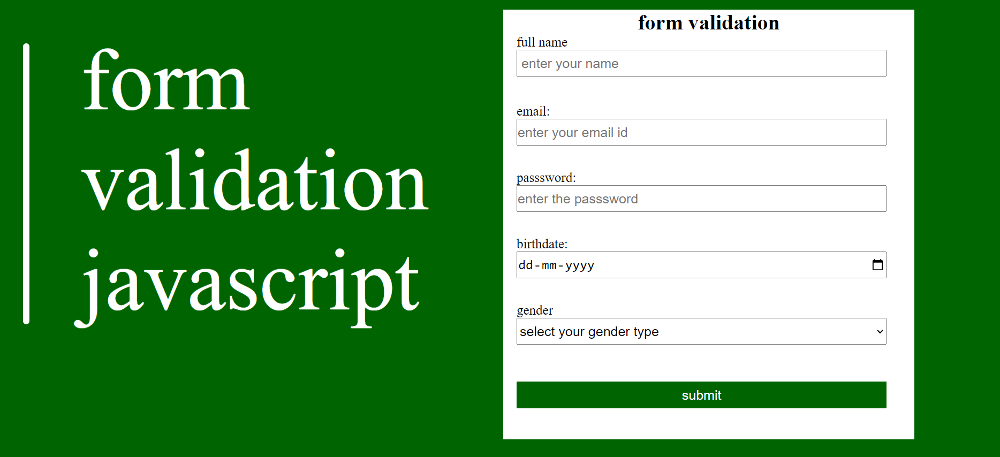 form
validation
javascript
form validation
full name
enter your name
email:
enter your email id
passsword:
enter the passsword
birthdate:
dd-mm-yyyy
gender
select your gender type
submit